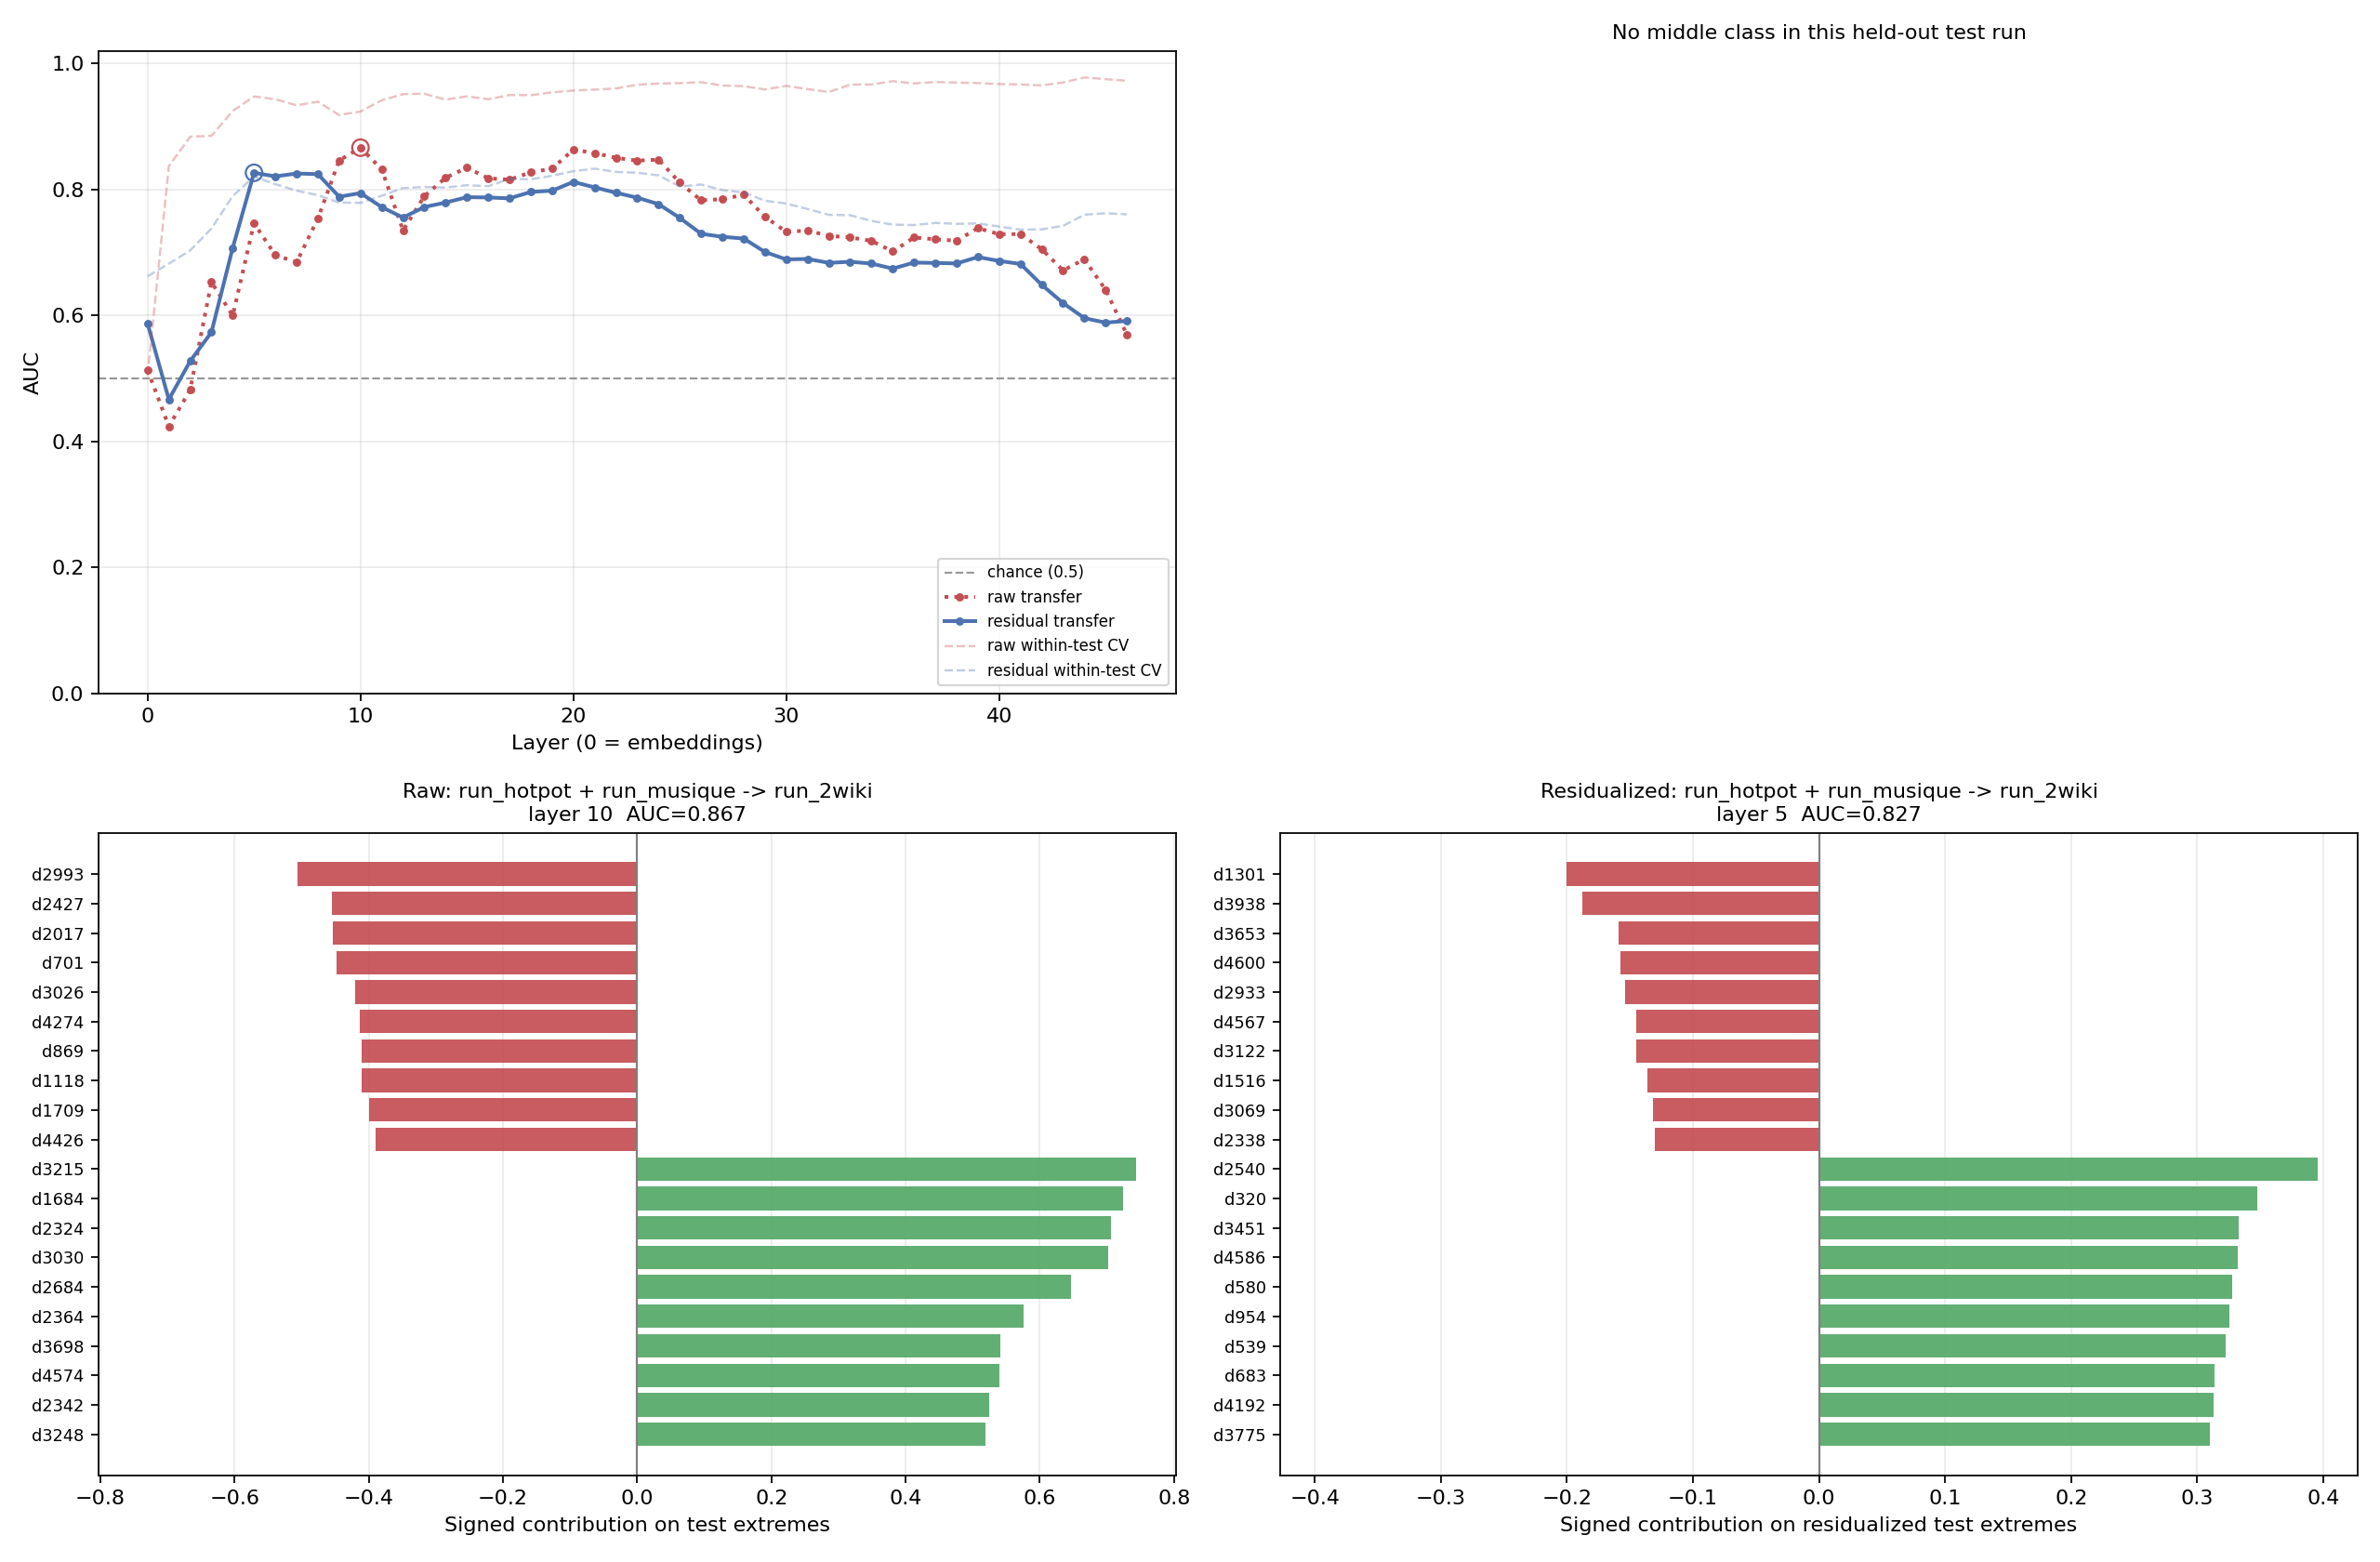 No middle class in this held-out test run
AUC
1.0
0.8
0.6
0.4
0.2
0.0
chance (0.5)
raw transfer
residual transfer
raw within-test CV
residual within-test CV
0 10 20 30 40
Layer (0 = embeddings)
Raw: run_hotpot + run_musique -> run_2wiki
layer 10 AUC=0.867
d2993
d2427
d2017
d701
d3026
d4274
d869
d1118
d1709
d4426
d3215
d1684
d2324
d3030
d2684
d2364
d3698
d4574
d2342
d3248
−0.8 −0.6 −0.4 −0.2 0.0 0.2 0.4 0.6 0.8
Signed contribution on test extremes
Residualized: run_hotpot + run_musique -> run_2wiki
layer 5 AUC=0.827
d1301
d3938
d3653
d4600
d2933
d4567
d3122
d1516
d3069
d2338
d2540
d320
d3451
d4586
d580
d954
d539
d683
d4192
d3775
−0.4 −0.3 −0.2 −0.1 0.0 0.1 0.2 0.3 0.4
Signed contribution on residualized test extremes